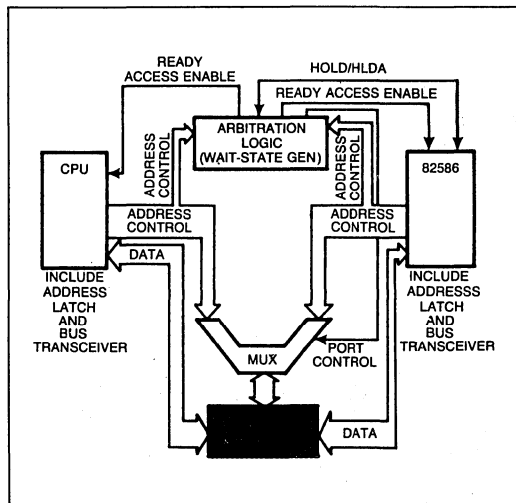 READY
ACCESS ENABLE
HOLD/HLDA
READY ACCESS ENABLE
ARBITRATION
LOGIC
(WAIT-STATE GEN)
ADDRESS
CONTROL
ADDRESS
CONTROL
CPU
82586
ADDRESS
CONTROL
ADDRESS
CONTROL
DATA
INCLUDE
ADDRESS
LATCH
AND
BUS
TRANSCEIVER
INCLUDE
ADDRESSS
LATCH
AND
BUS
TRANSCEIVER
MUX
PORT
CONTROL
DATA